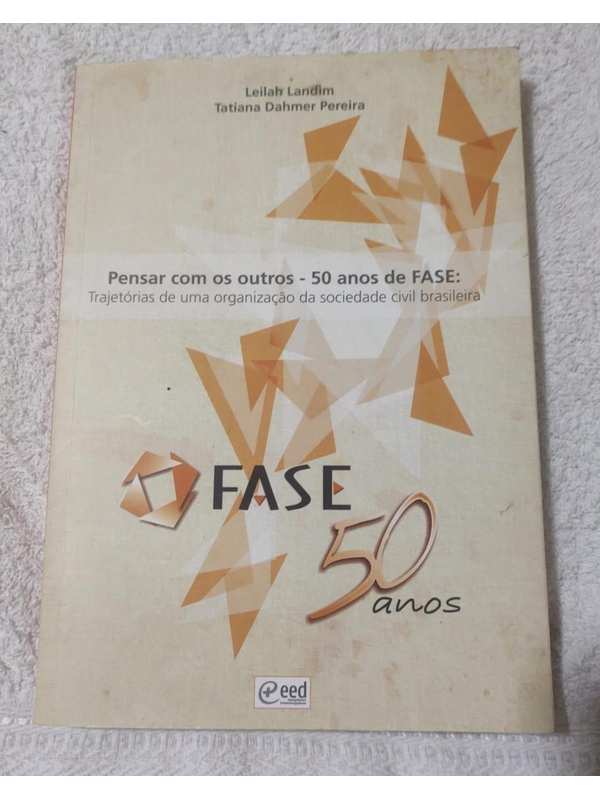 Leilah Landim
Tatiana Dahmer Pereira
Pensar com os outros - 50 anos de FASE:
Trajetórias de uma organização da sociedade civil brasileira
FASE
50
anos
eed